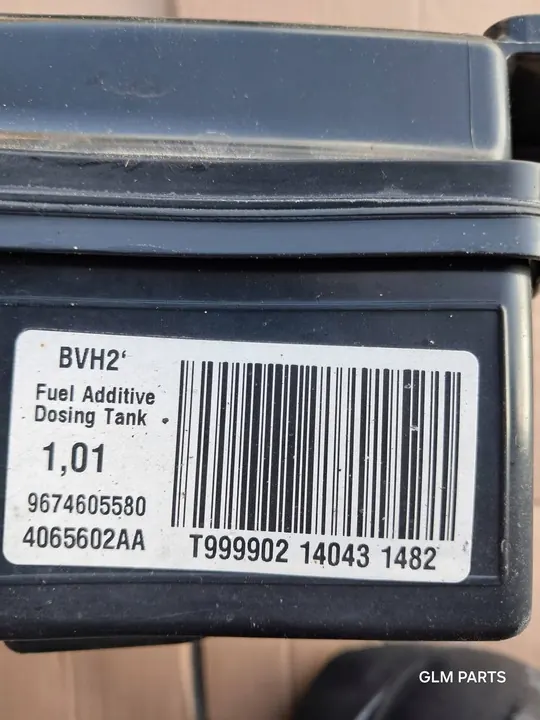 BVH2'
Fuel Additive
Dosing Tank
1,01
9674605580
4065602AA
T999902 14043 1482
GLM PARTS